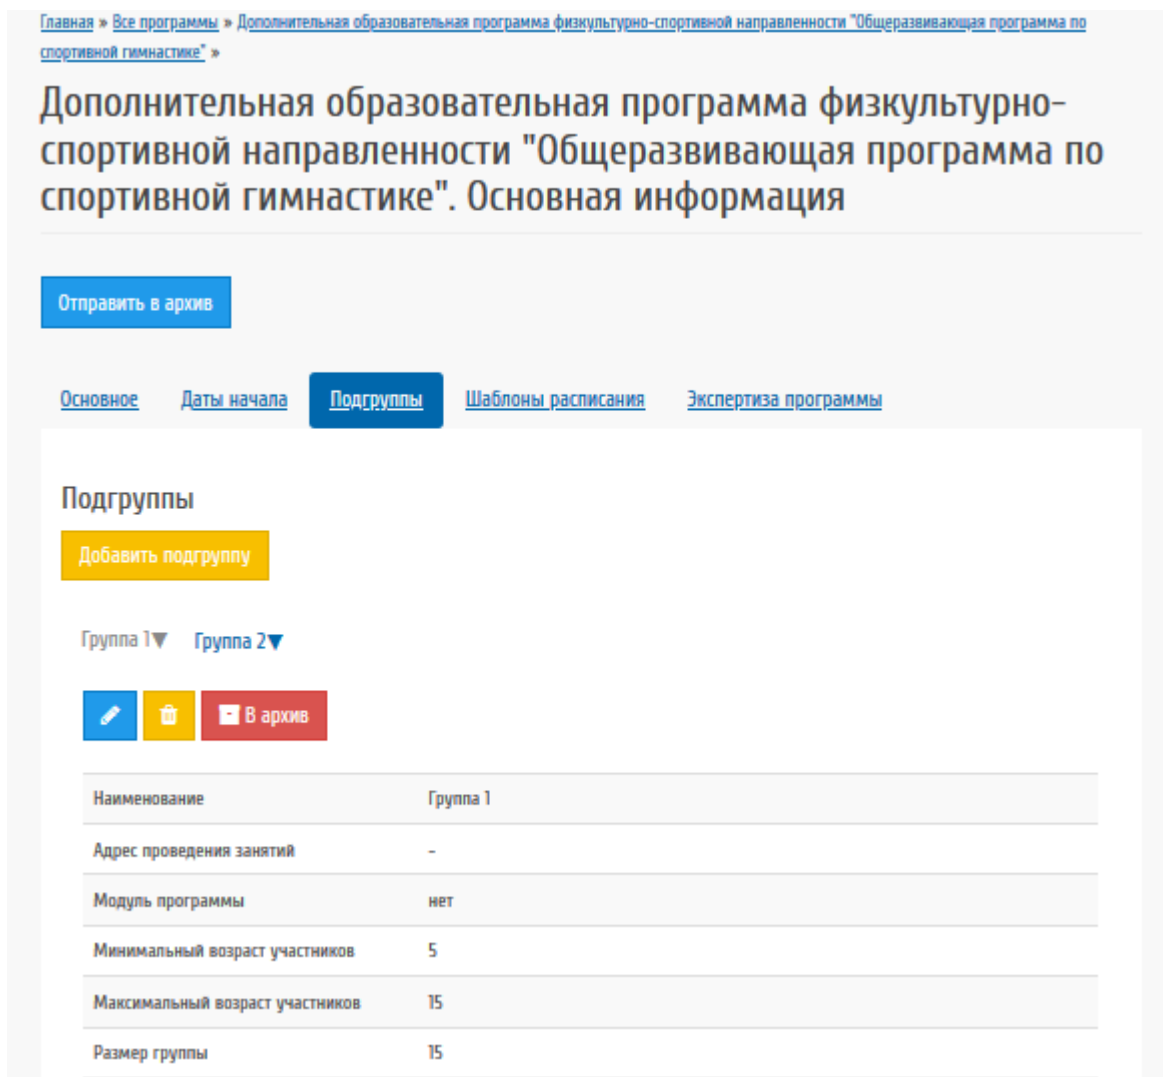 Главная » Все программы » Дополнительная образовательная программа физкультурно-спортивной направленности "Общеразвивающая программа по
спортивной гимнастике" »
Дополнительная образовательная программа физкультурно-
спортивной направленности "Общеразвивающая программа по
спортивной гимнастике". Основная информация
Отправить в архив
Основное Даты начала Подгруппы Шаблоны расписания Экспертиза программы
Подгруппы
Добавить подгруппу
Группа 1▼ Группа 2▼
В архив
Наименование Группа 1
Адрес проведения занятий -
Модуль программы нет
Минимальный возраст участников 5
Максимальный возраст участников 15
Размер группы 15